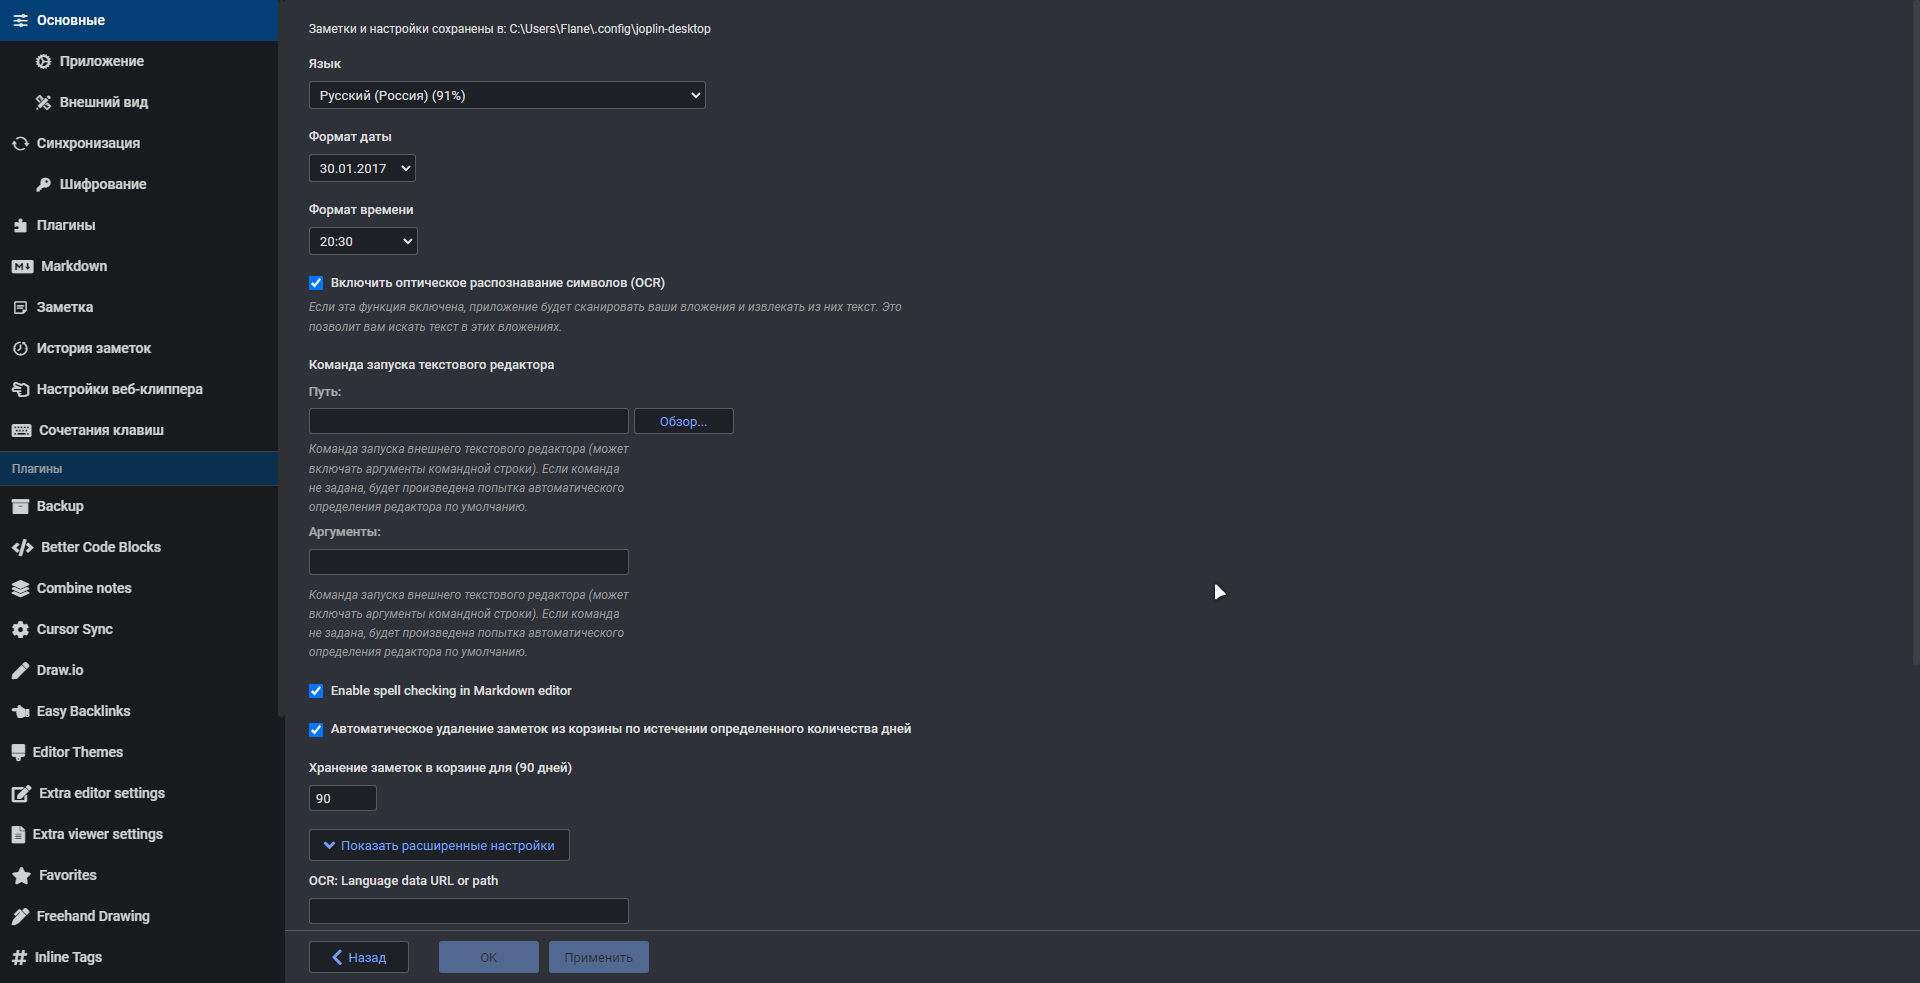 Основные
Приложение
Внешний вид
Синхронизация
Шифрование
Плагины
Markdown
Заметка
История заметок
Настройки веб-клиппера
Сочетания клавиш
Плагины
Backup
Better Code Blocks
Combine notes
Cursor Sync
Draw.io
Easy Backlinks
Editor Themes
Extra editor settings
Extra viewer settings
Favorites
Freehand Drawing
Inline Tags
Заметки и настройки сохранены в: C:\Users\Flane\.config\joplin-desktop
Язык
Русский (Россия) (91%)
Формат даты
30.01.2017
Формат времени
20:30
Включить оптическое распознавание символов (OCR)
Если эта функция включена, приложение будет сканировать ваши вложения и извлекать из них текст. Это
позволит вам искать текст в этих вложениях.
Команда запуска текстового редактора
Путь:
Обзор...
Команда запуска внешнего текстового редактора (может
включать аргументы командной строки). Если команда
не задана, будет произведена попытка автоматического
определения редактора по умолчанию.
Аргументы:
Команда запуска внешнего текстового редактора (может
включать аргументы командной строки). Если команда
не задана, будет произведена попытка автоматического
определения редактора по умолчанию.
Enable spell checking in Markdown editor
Автоматическое удаление заметок из корзины по истечении определенного количества дней
Хранение заметок в корзине для (90 дней)
90
Показать расширенные настройки
OCR: Language data URL or path
Назад
OK
Применить